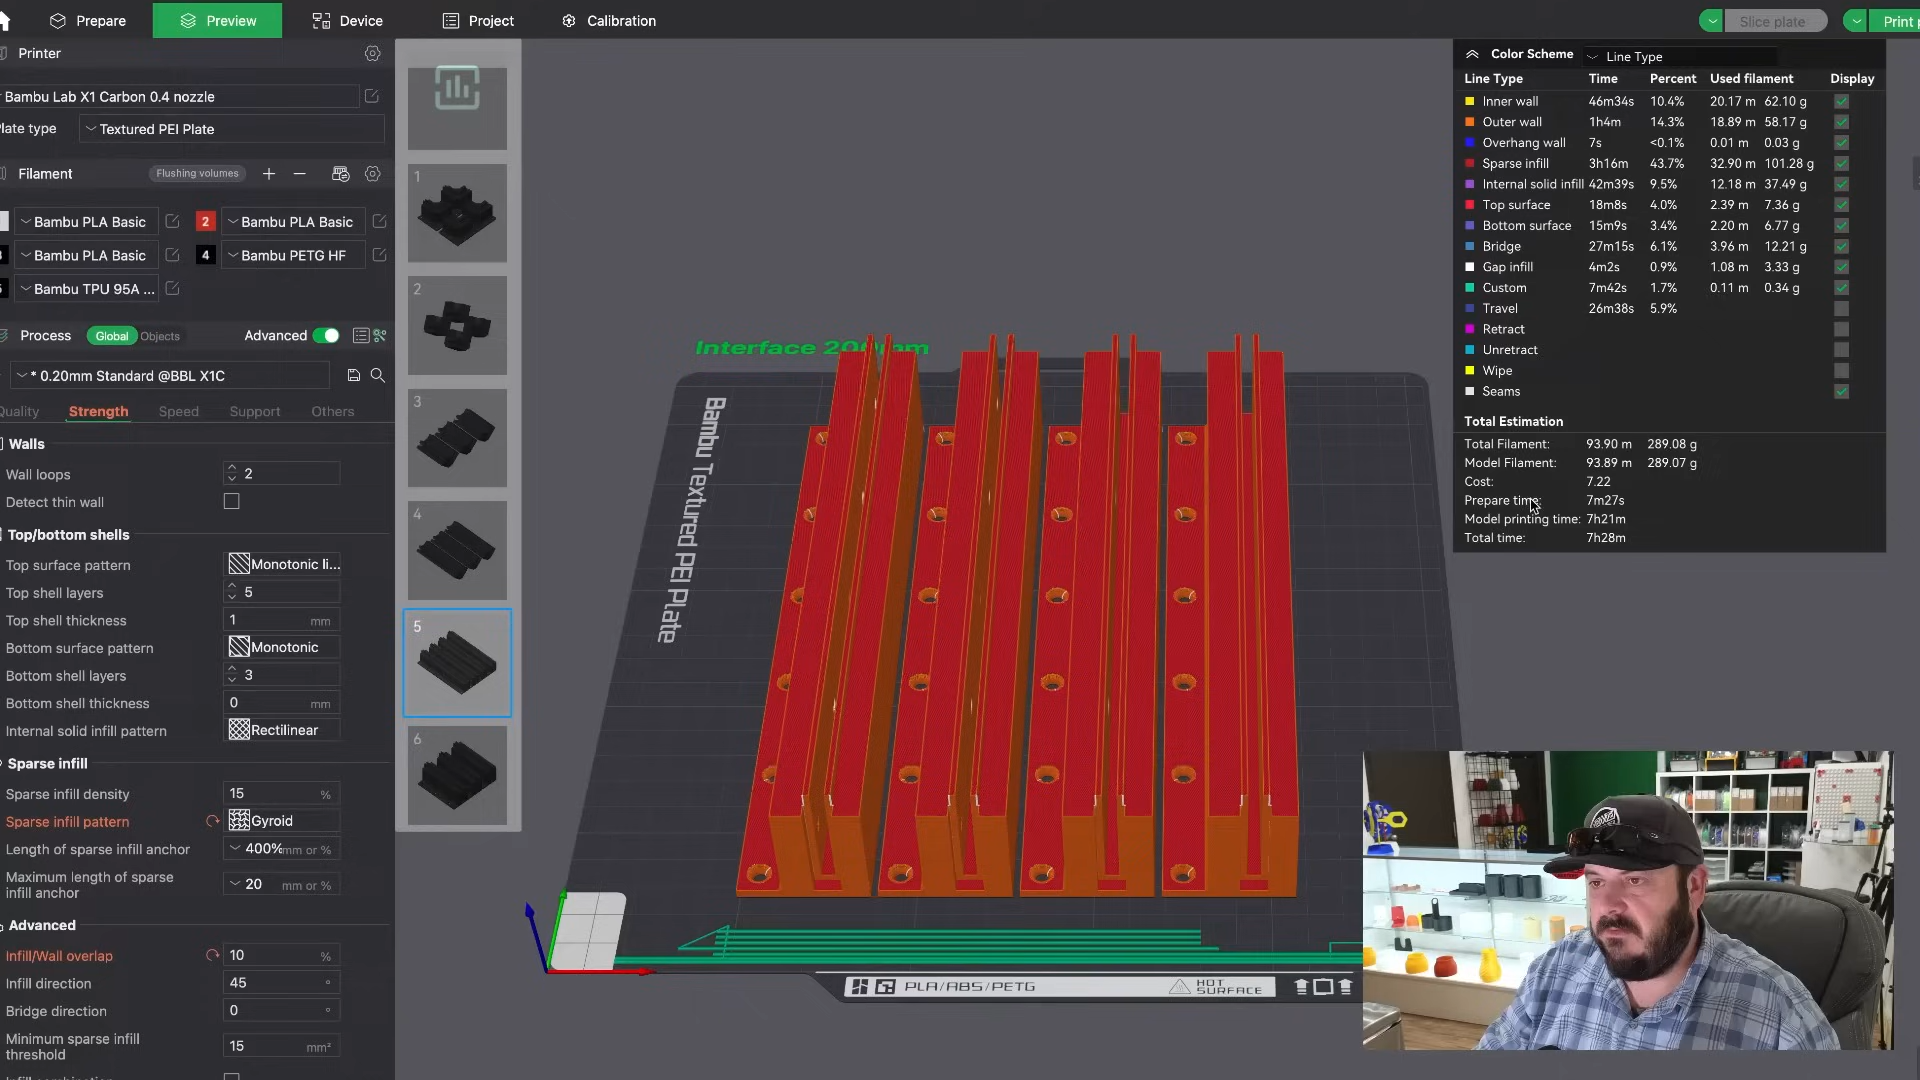 Prepare
Preview
Device
Project
Calibration
Slice plate
Print
Printer
Bambu Lab X1 Carbon 0.4 nozzle
late type
Textured PEI Plate
Filament
Flushing volumes
Bambu PLA Basic
2
Bambu PLA Basic
Bambu PLA Basic
4
Bambu PETG HF
Bambu TPU 95A ...
Process
Global
Objects
Advanced
* 0.20mm Standard @BBL X1C
Quality
Strength
Speed
Support
Others
Walls
Wall loops
2
Detect thin wall
Top/bottom shells
Top surface pattern
Monotonic li...
Top shell layers
5
Top shell thickness
1
mm
Bottom surface pattern
Monotonic
Bottom shell layers
3
Bottom shell thickness
0
mm
Internal solid infill pattern
Rectilinear
Sparse infill
Sparse infill density
15
%
Sparse infill pattern
Gyroid
Length of sparse infill anchor
400%
mm or %
Maximum length of sparse
infill anchor
20
mm or %
Advanced
Infill/Wall overlap
10
%
Infill direction
45
°
Bridge direction
0
°
Minimum sparse infill
threshold
15
mm²
1
2
3
4
5
6
Interface 200mm
Bambu Textured PEI Plate
PLA/ABS/PETG
HOT
SURFACE
Color Scheme
Line Type
Line Type Time Percent Used filament Display
Inner wall 46m34s 10.4% 20.17 m 62.10 g
Outer wall 1h4m 14.3% 18.89 m 58.17 g
Overhang wall 7s <0.1% 0.01 m 0.03 g
Sparse infill 3h16m 43.7% 32.90 m 101.28 g
Internal solid infill 42m39s 9.5% 12.18 m 37.49 g
Top surface 18m8s 4.0% 2.39 m 7.36 g
Bottom surface 15m9s 3.4% 2.20 m 6.77 g
Bridge 27m15s 6.1% 3.96 m 12.21 g
Gap infill 4m2s 0.9% 1.08 m 3.33 g
Custom 7m42s 1.7% 0.11 m 0.34 g
Travel 26m38s 5.9%
Retract
Unretract
Wipe
Seams
Total Estimation
Total Filament: 93.90 m 289.08 g
Model Filament: 93.89 m 289.07 g
Cost: 7.22
Prepare time: 7m27s
Model printing time: 7h21m
Total time: 7h28m